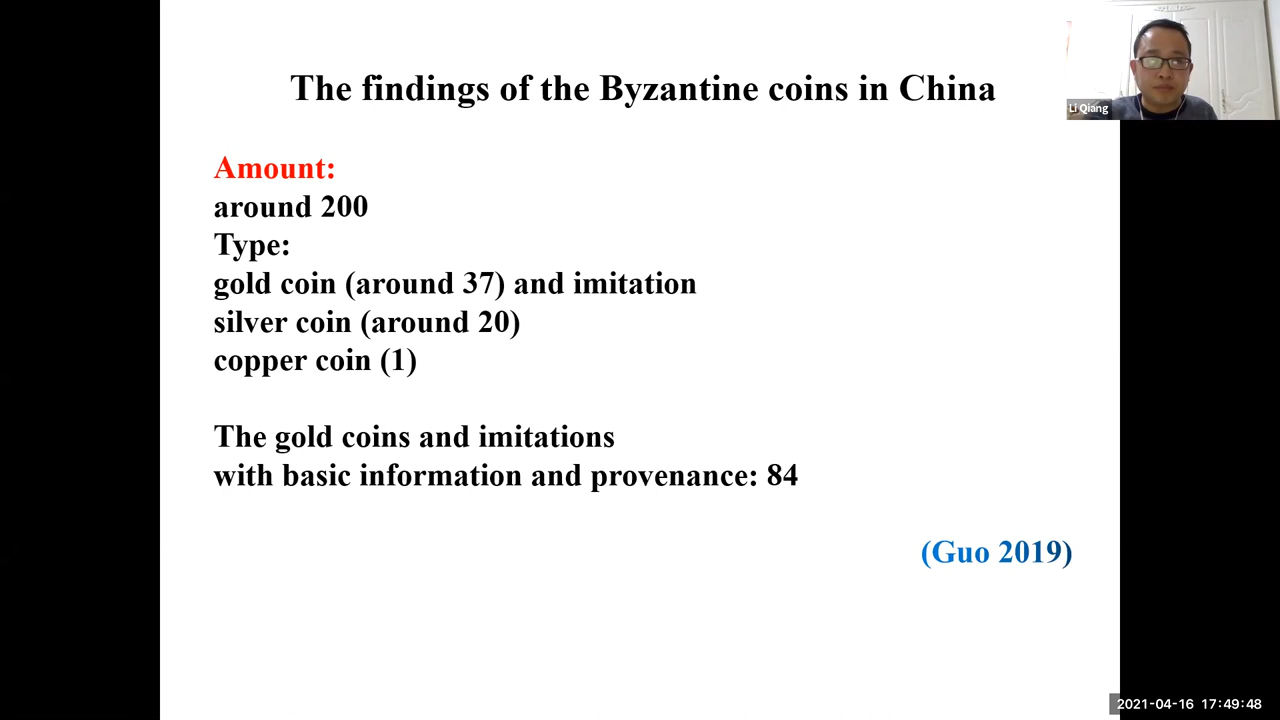 The findings of the Byzantine coins in China
Li Qiang
Amount:
around 200
Type:
gold coin (around 37) and imitation
silver coin (around 20)
copper coin (1)
The gold coins and imitations
with basic information and provenance: 84
(Guo 2019)
2021-04-16 17:49:48